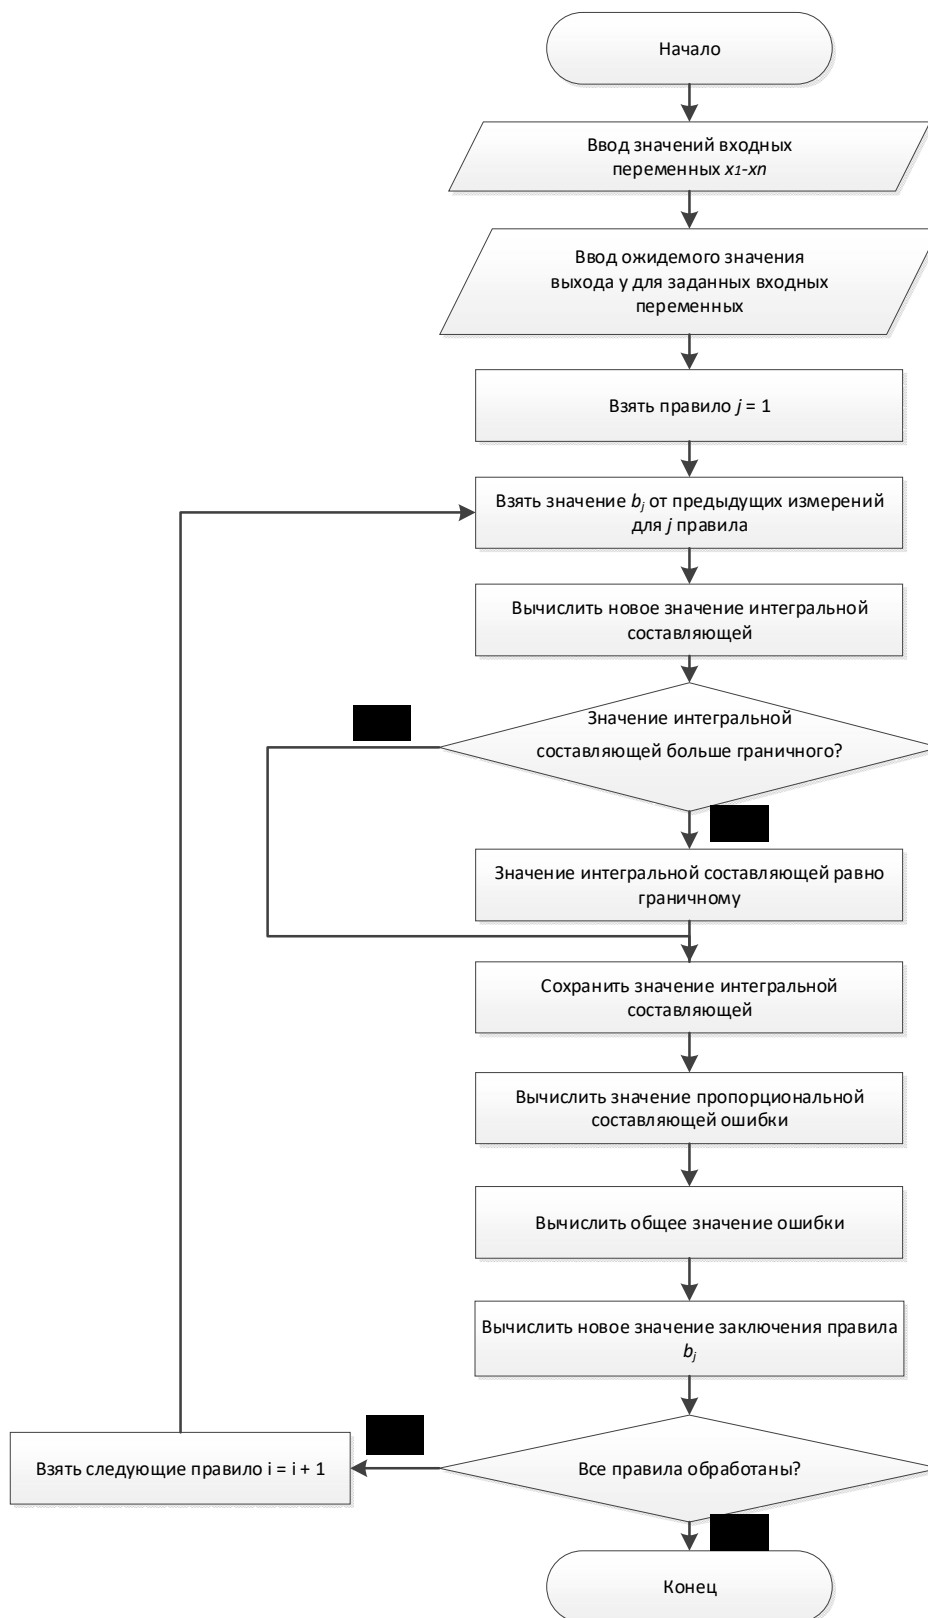 Начало
Ввод значений входных
переменных x1-xn
Ввод ожидемого значения
выхода y для заданных входных
переменных
Взять правило j = 1
Взять значение bj от предыдущих измерений
для j правила
Вычислить новое значение интегральной
составляющей
Значение интегральной
составляющей больше граничного?
Значение интегральной составляющей равно
граничному
Сохранить значение интегральной
составляющей
Вычислить значение пропорциональной
составляющей ошибки
Вычислить общее значение ошибки
Вычислить новое значение заключения правила
bj
Взять следующие правило i = i + 1
Все правила обработаны?
Конец